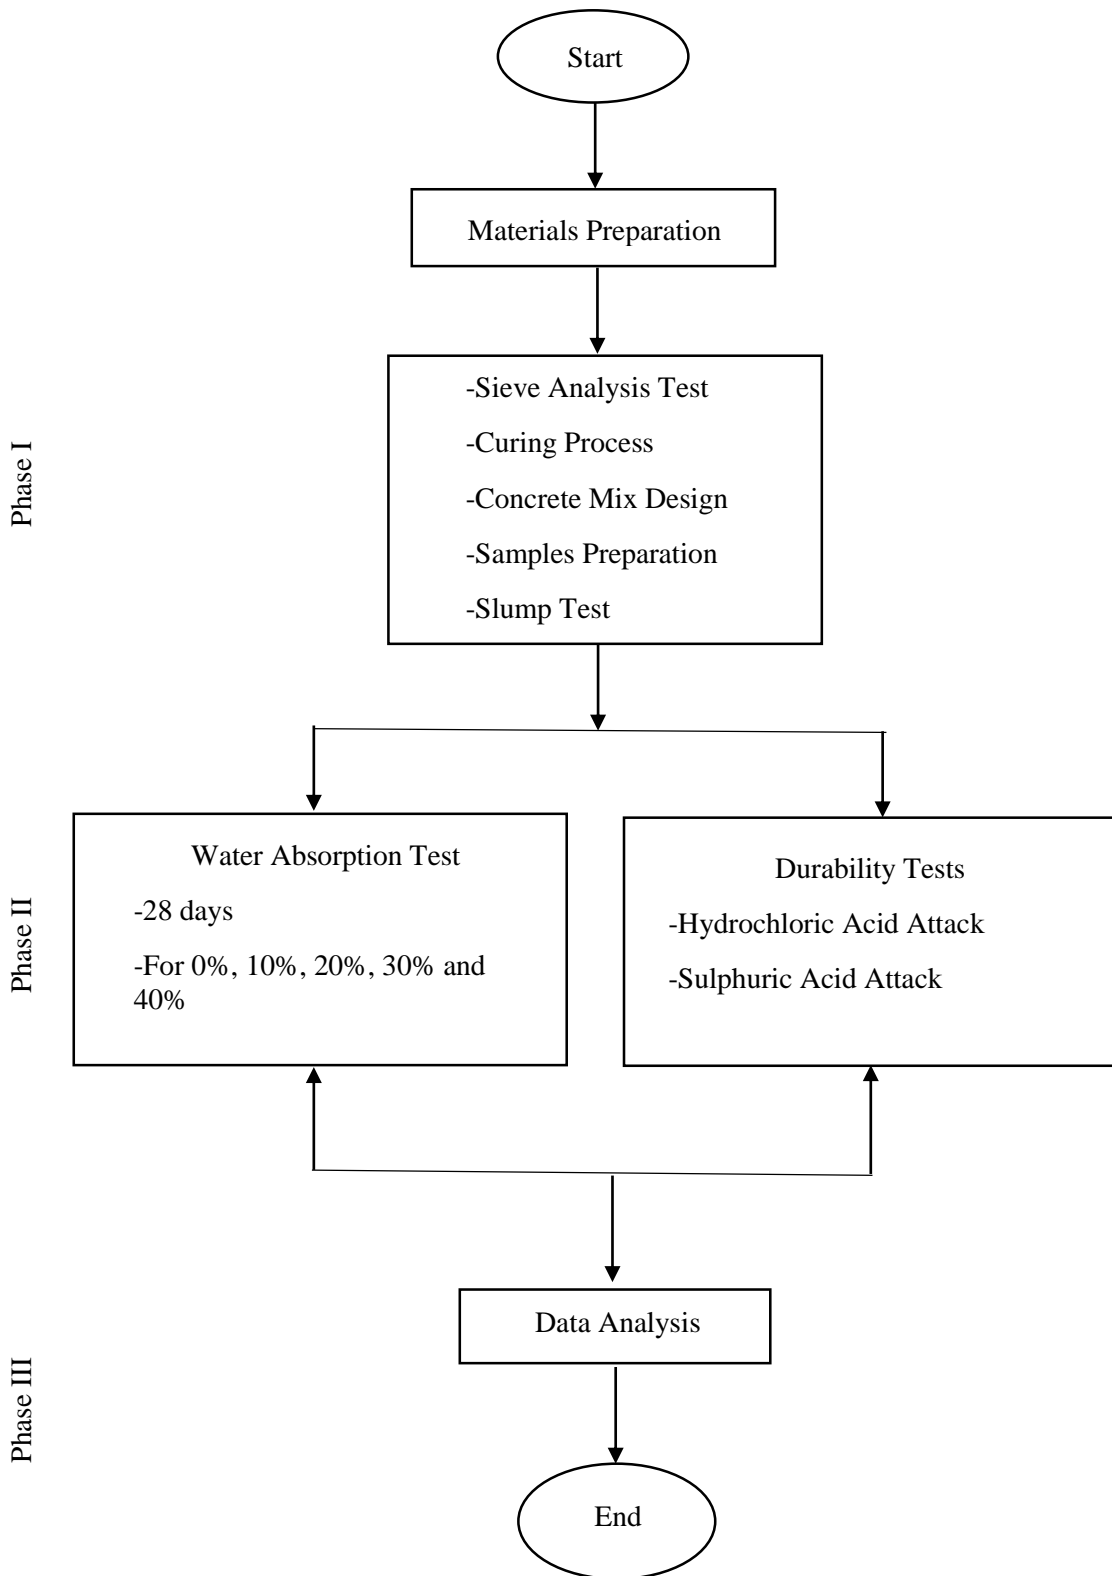 Start
Materials Preparation
Phase I
-Sieve Analysis Test
-Curing Process
-Concrete Mix Design
-Samples Preparation
-Slump Test
Phase II
Water Absorption Test
-28 days
-For 0%, 10%, 20%, 30% and
40%
Durability Tests
-Hydrochloric Acid Attack
-Sulphuric Acid Attack
Phase III
Data Analysis
End